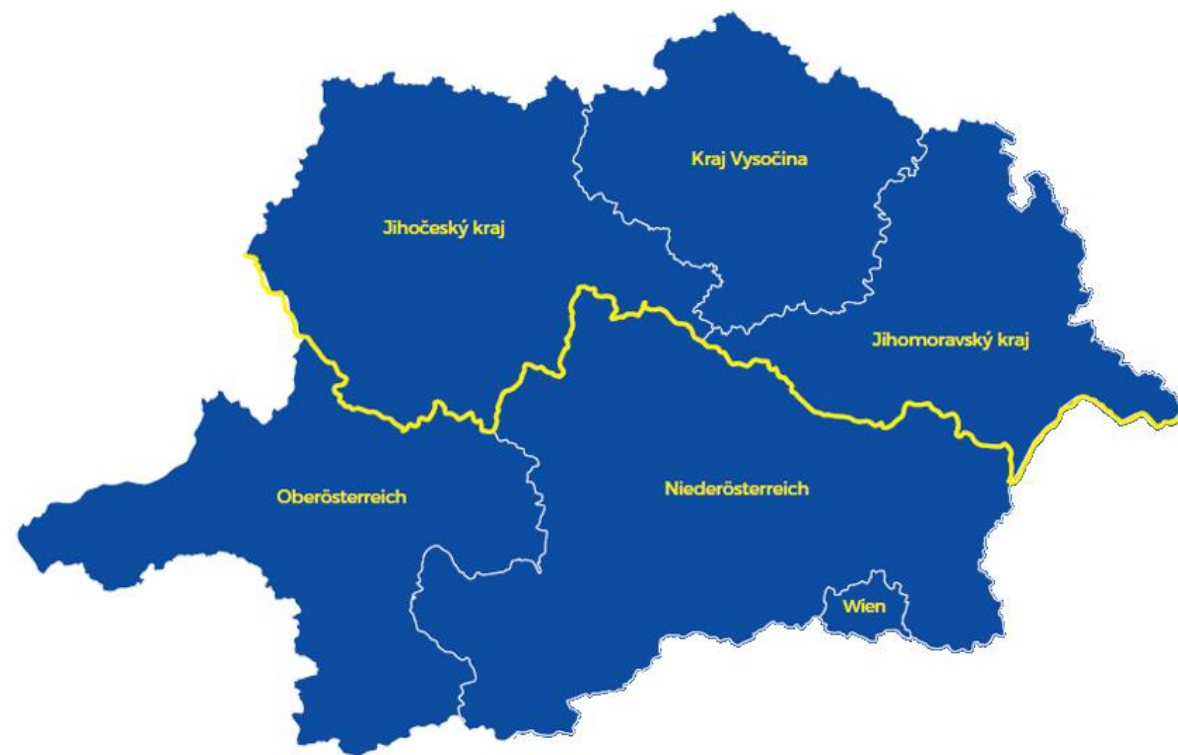 Kraj Vysočina
Jihočeský kraj
Jihomoravský kraj
Oberösterreich
Niederösterreich
Wien